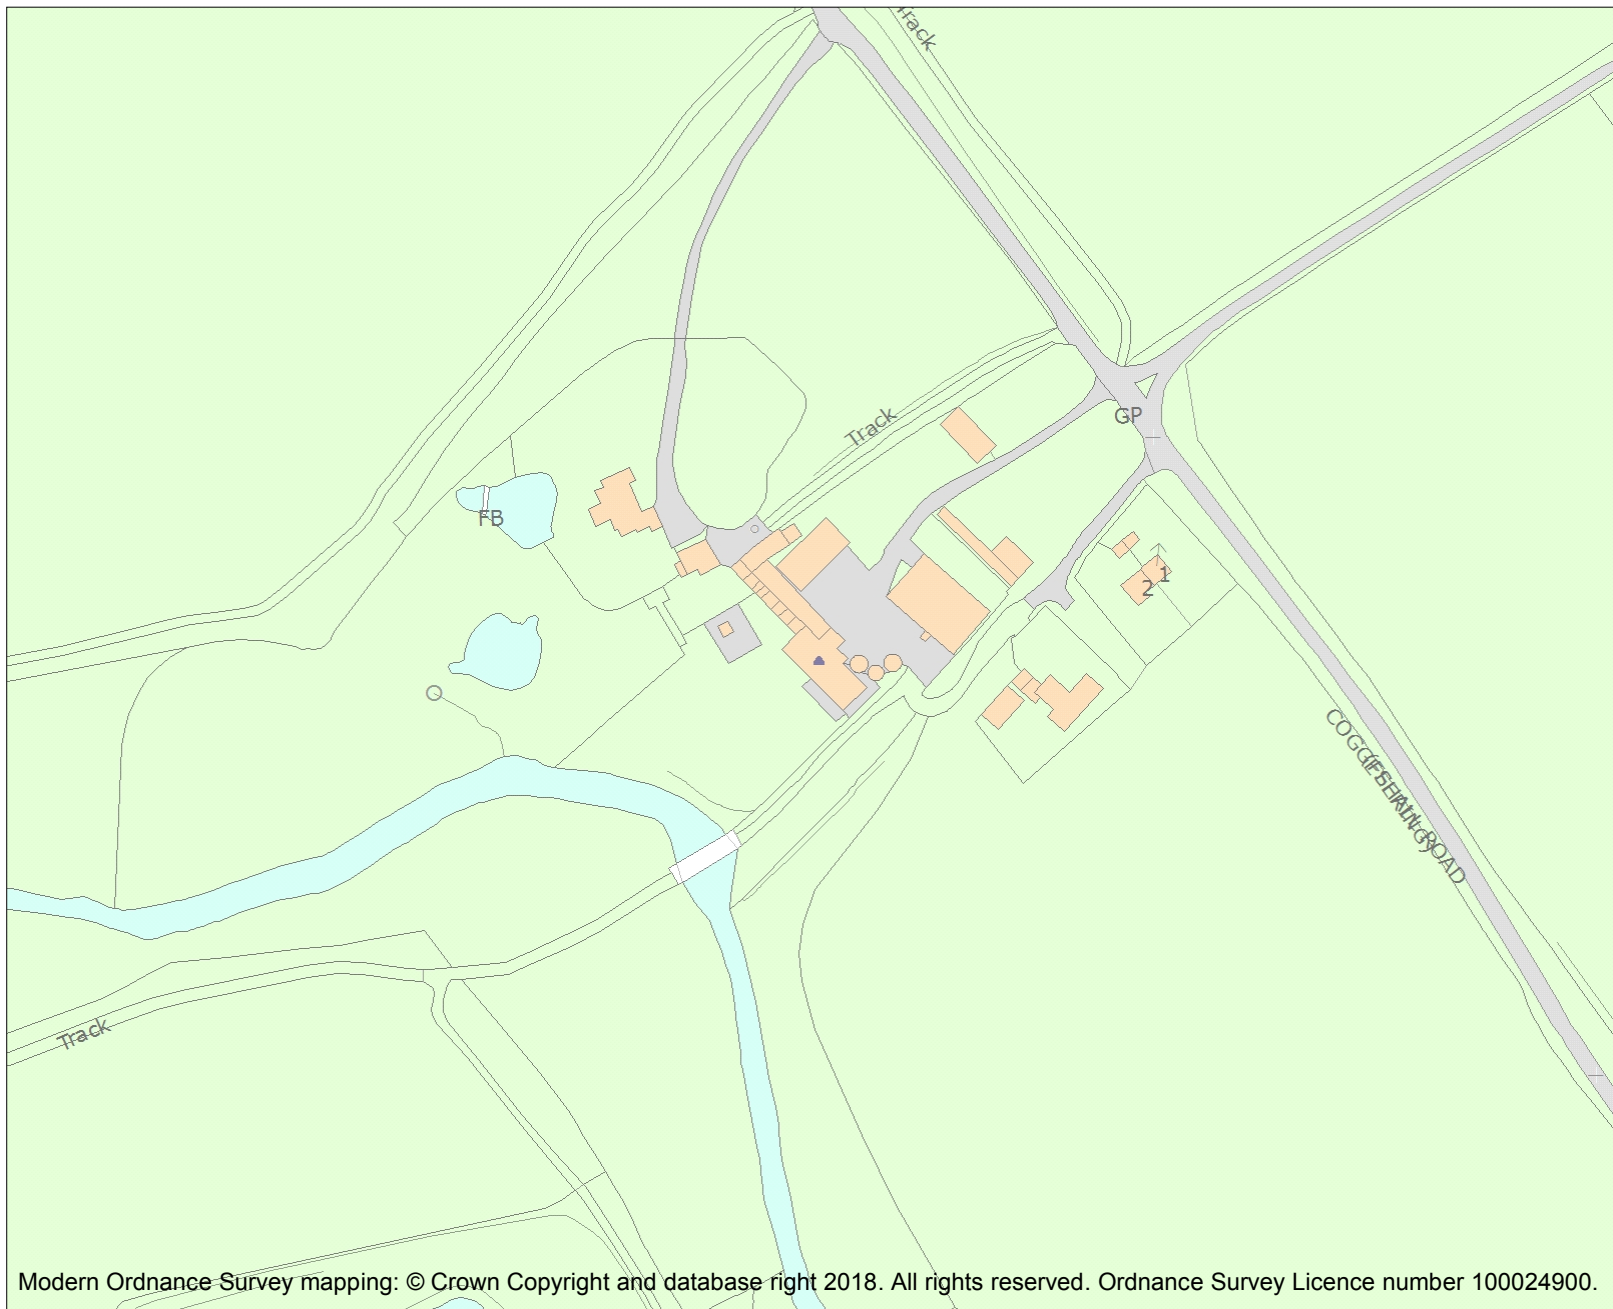 Track
Track
GP
FB
1
2
COGGESHALL ROAD
Track
Modern Ordnance Survey mapping: © Crown Copyright and database right 2018. All rights reserved. Ordnance Survey Licence number 100024900.